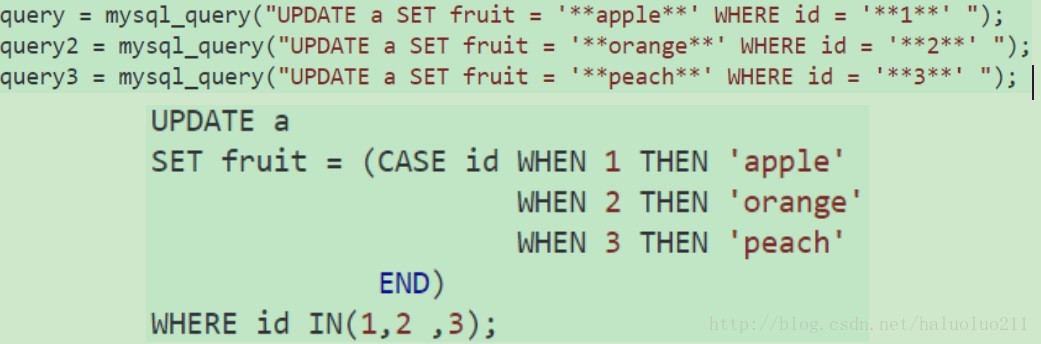 query = mysql_query("UPDATE a SET fruit = '**apple**' WHERE id = '**1**' ");
query2 = mysql_query("UPDATE a SET fruit = '**orange**' WHERE id = '**2**' ");
query3 = mysql_query("UPDATE a SET fruit = '**peach**' WHERE id = '**3**' ");
UPDATE a
SET fruit = (CASE id WHEN 1 THEN 'apple'
WHEN 2 THEN 'orange'
WHEN 3 THEN 'peach'
END)
WHERE id IN(1,2 ,3);
http://blog.csdn.net/haluoluo211